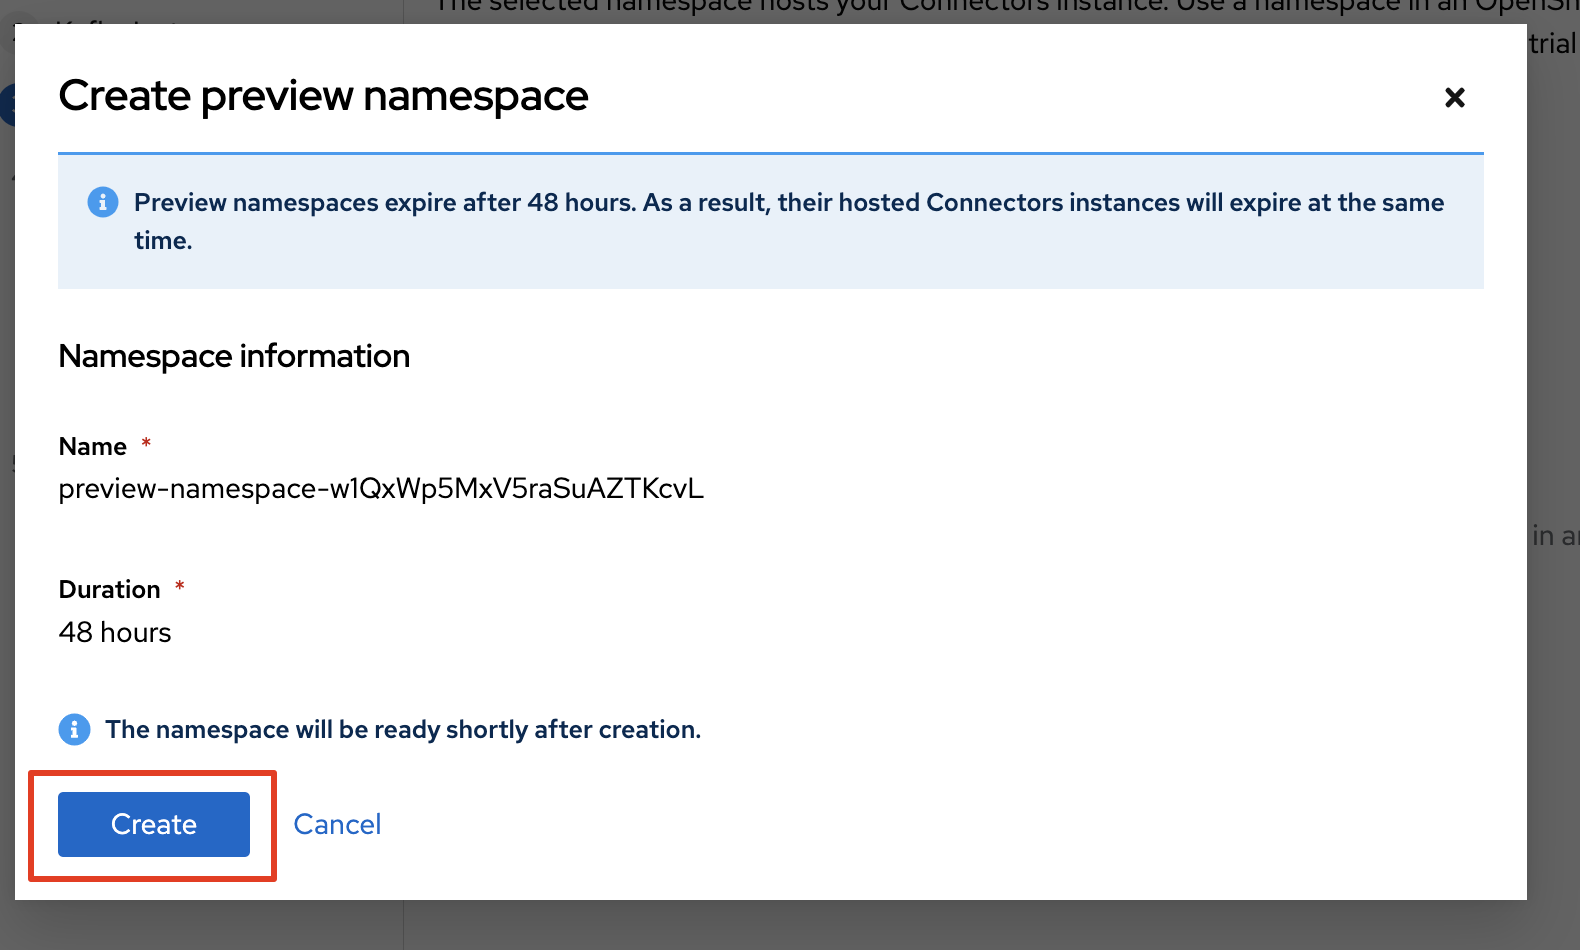 The selected namespace hosts your Connectors instance. Use a namespace in an
trial
Create preview namespace
Preview namespaces expire after 48 hours. As a result, their hosted Connectors instances will expire at the same
time.
Namespace information
Name *
preview-namespace-w1QxWp5MxV5raSuAZTKcvL
in
Duration *
48 hours
The namespace will be ready shortly after creation.
Create Cancel